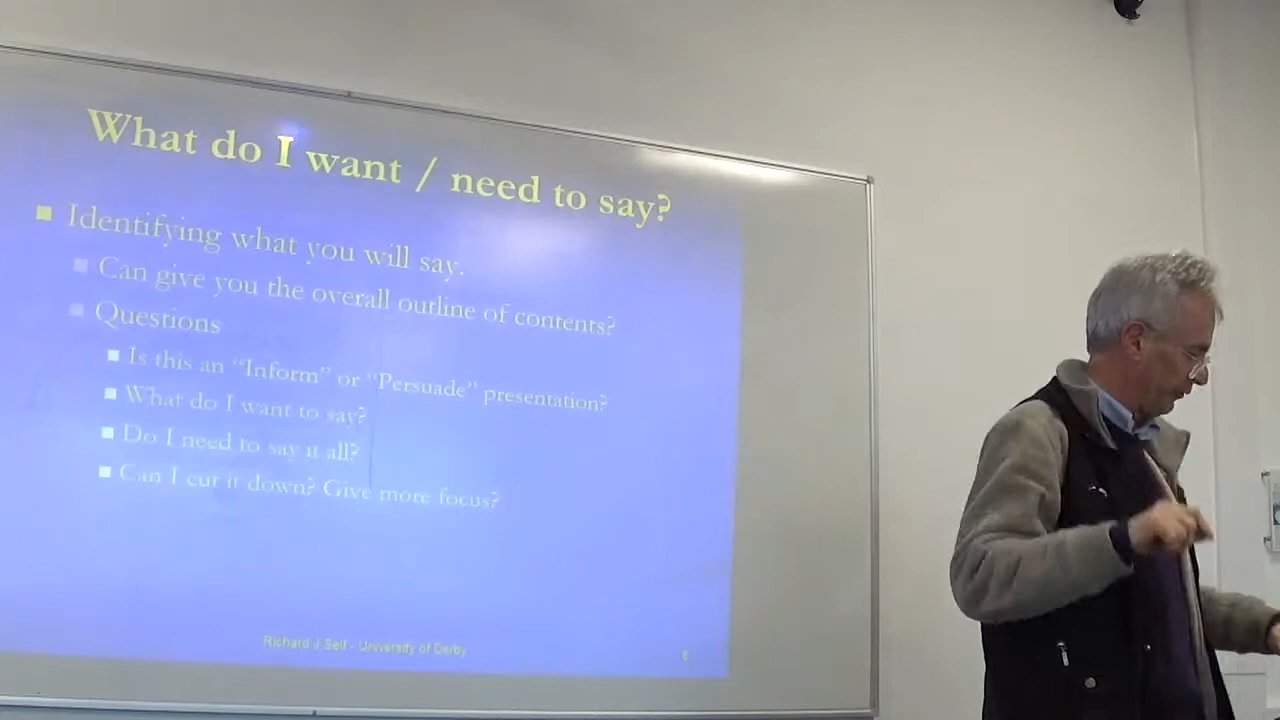 What do I want / need to say?
Identifying what you will say.
Can give you the overall outline of contents?
Questions
Is this an “Inform” or “Persuade” presentation?
What do I want to say?
Do I need to say it all?
Can I cut it down? Give more focus?
Richard J Self - University of Derby
6